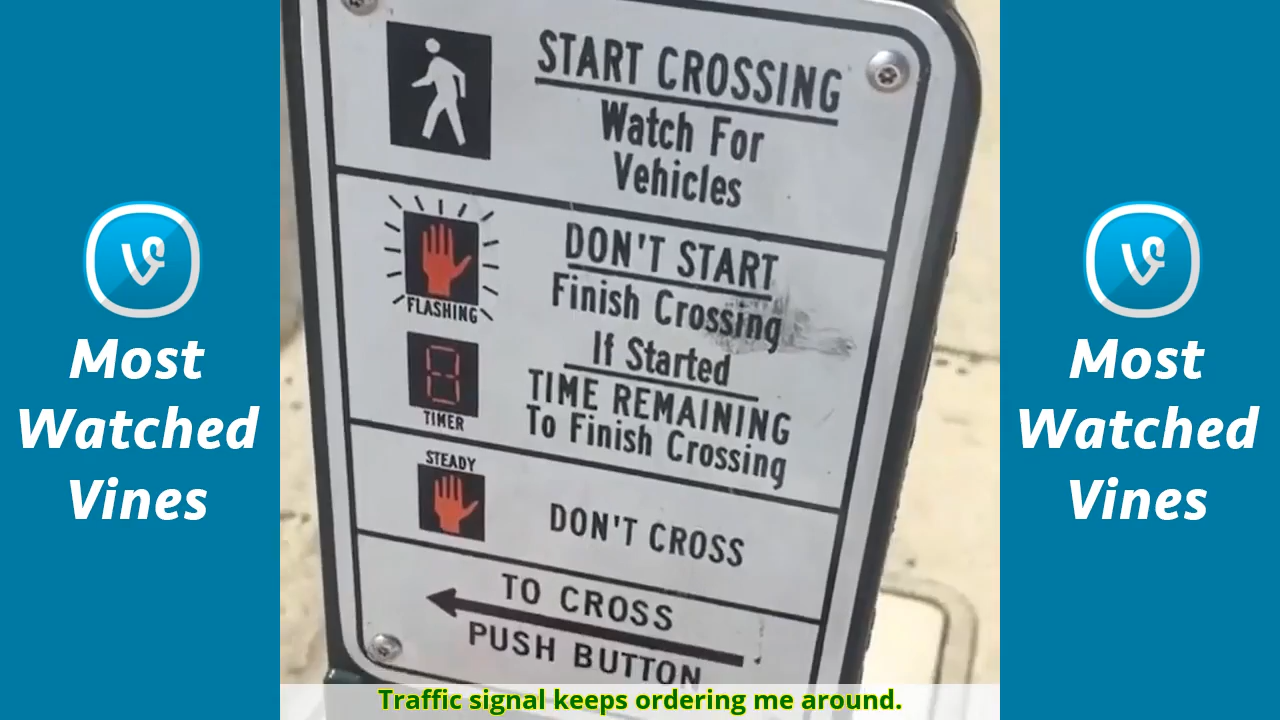 START CROSSING
Watch For
Vehicles
FLASHING
DON'T START
Finish Crossing
If Started
TIMER
TIME REMAINING
To Finish Crossing
STEADY
DON'T CROSS
TO CROSS
PUSH BUTTON
Most
Watched
Vines
Most
Watched
Vines
Traffic signal keeps ordering me around.